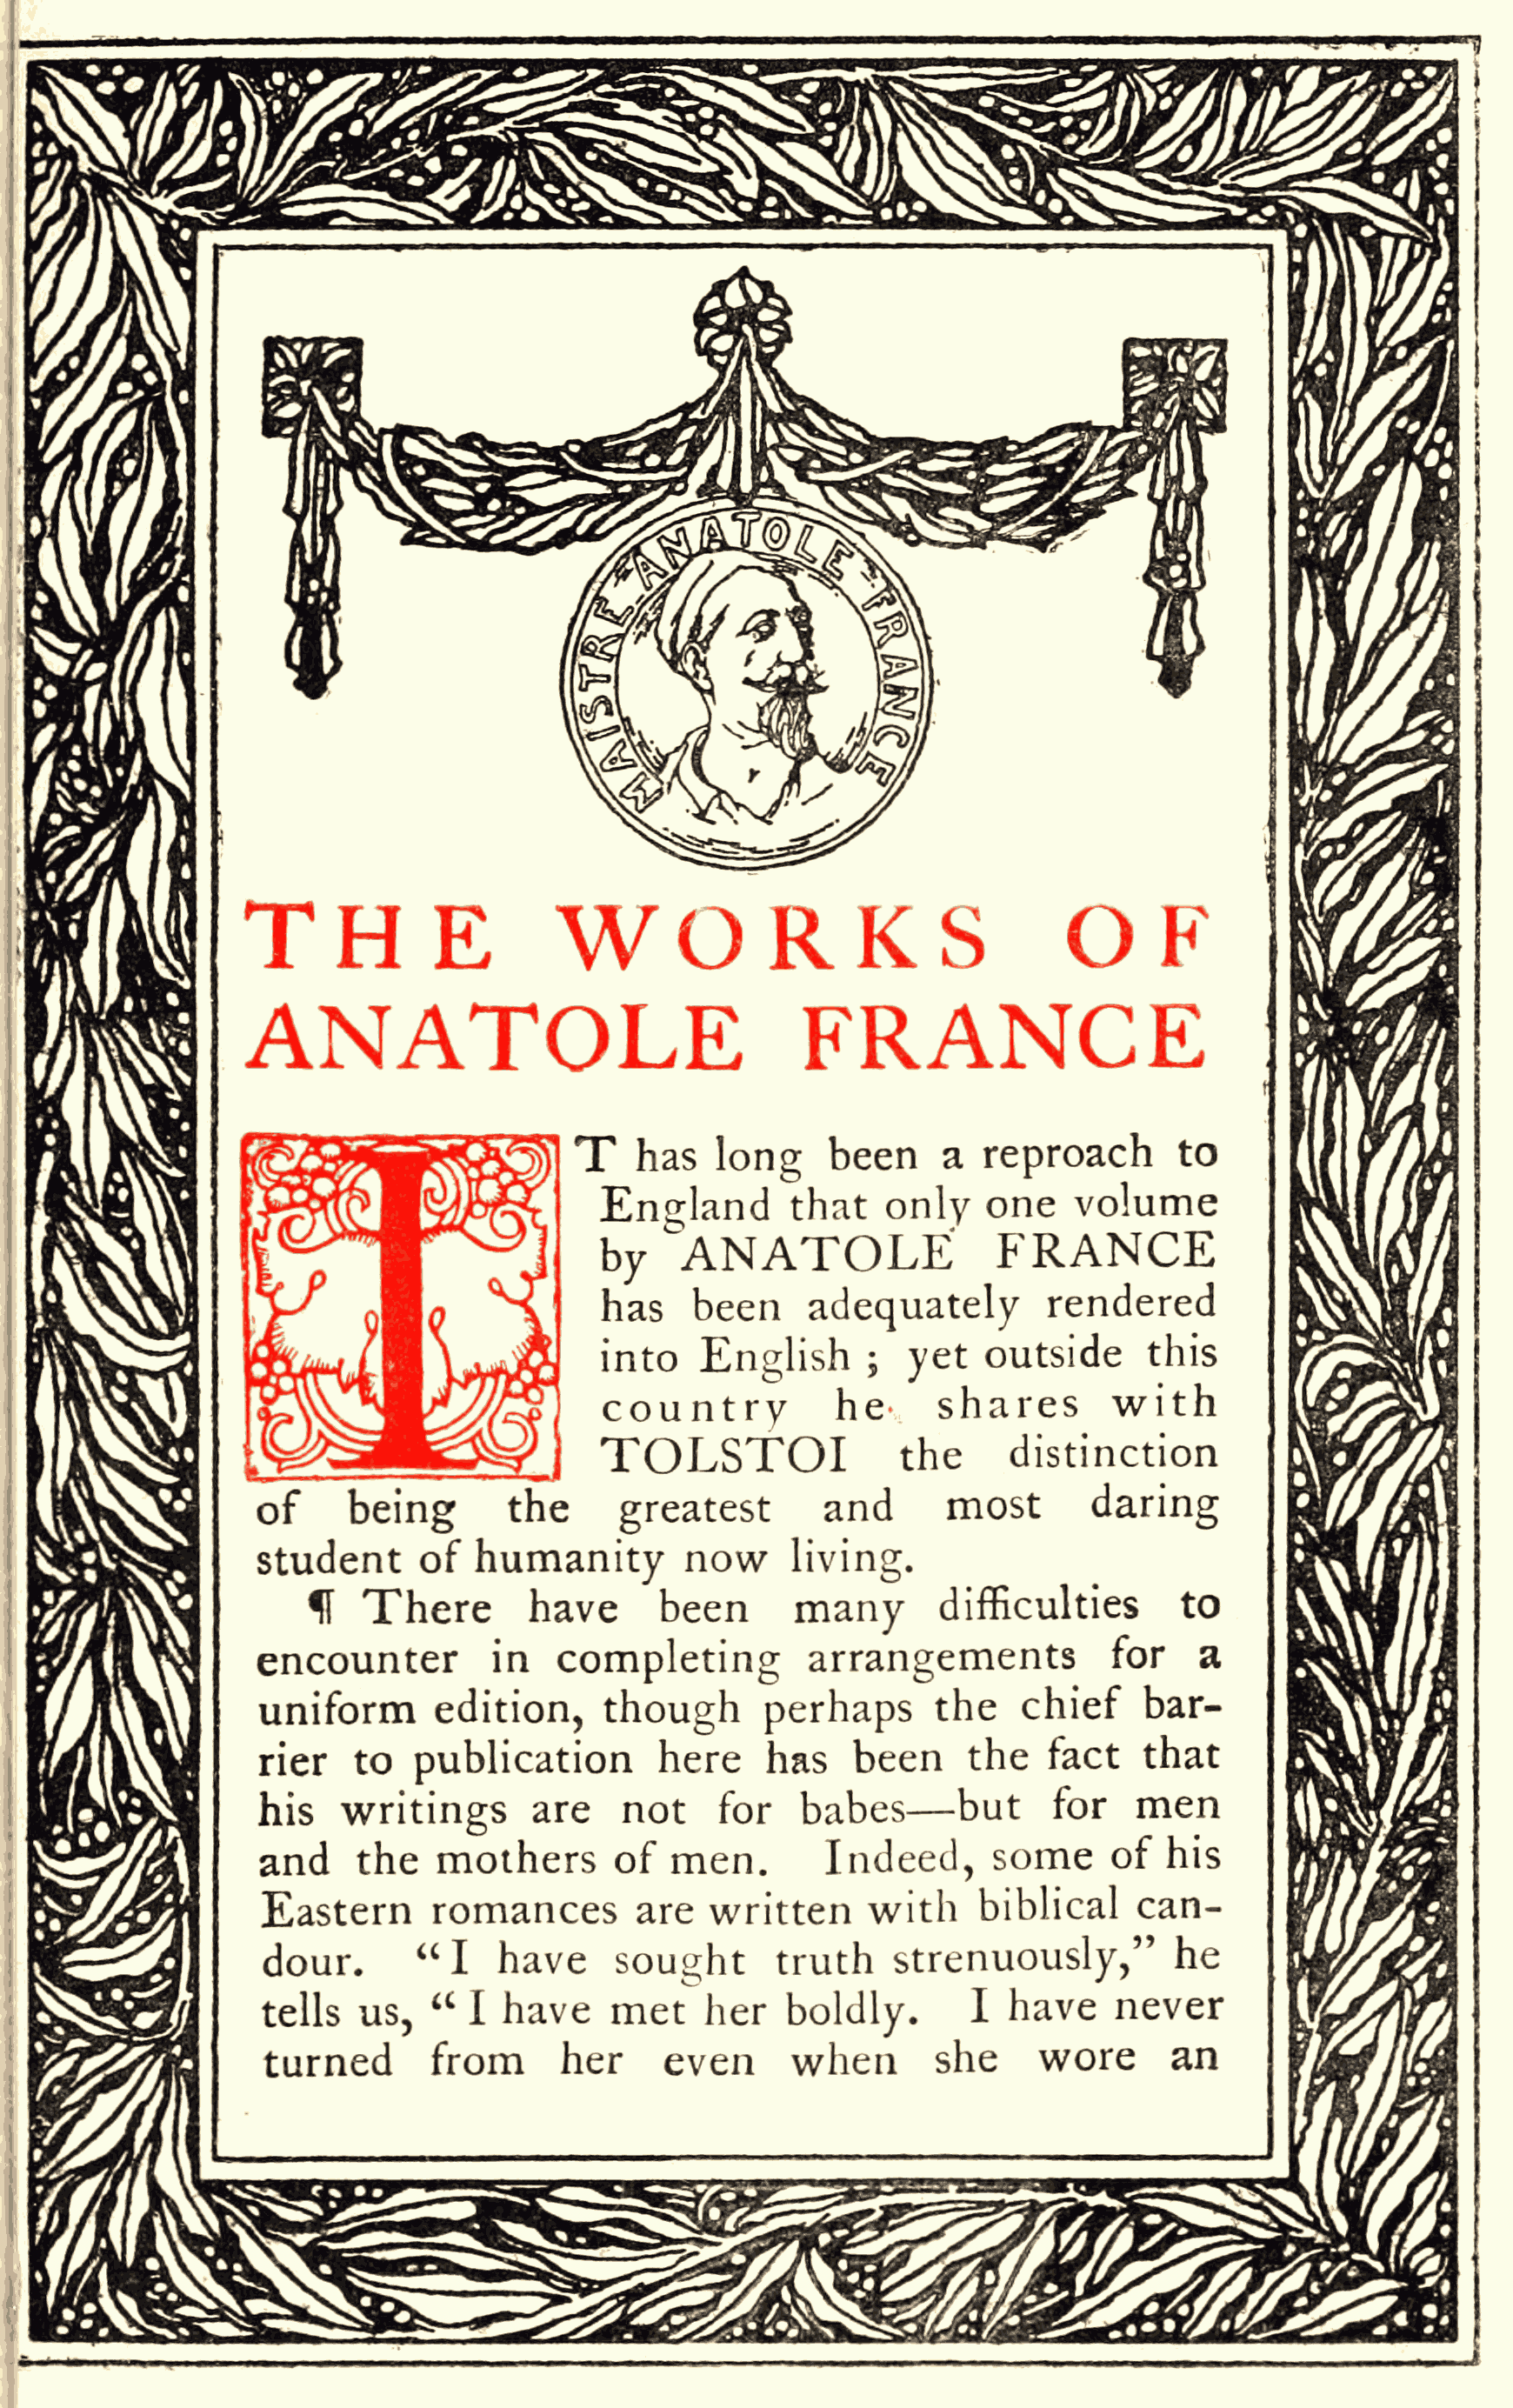 MAISTRE ANATOLE FRANCE
THE WORKS OF
ANATOLE FRANCE
IT has long been a reproach to
England that only one volume
by ANATOLE FRANCE
has been adequately rendered
into English ; yet outside this
country he shares with
TOLSTOI the distinction
of being the greatest and most daring
student of humanity now living.
¶ There have been many difficulties to
encounter in completing arrangements for a
uniform edition, though perhaps the chief bar-
rier to publication here has been the fact that
his writings are not for babes—but for men
and the mothers of men. Indeed, some of his
Eastern romances are written with biblical can-
dour. “I have sought truth strenuously,” he
tells us, “I have met her boldly. I have never
turned from her even when she wore an